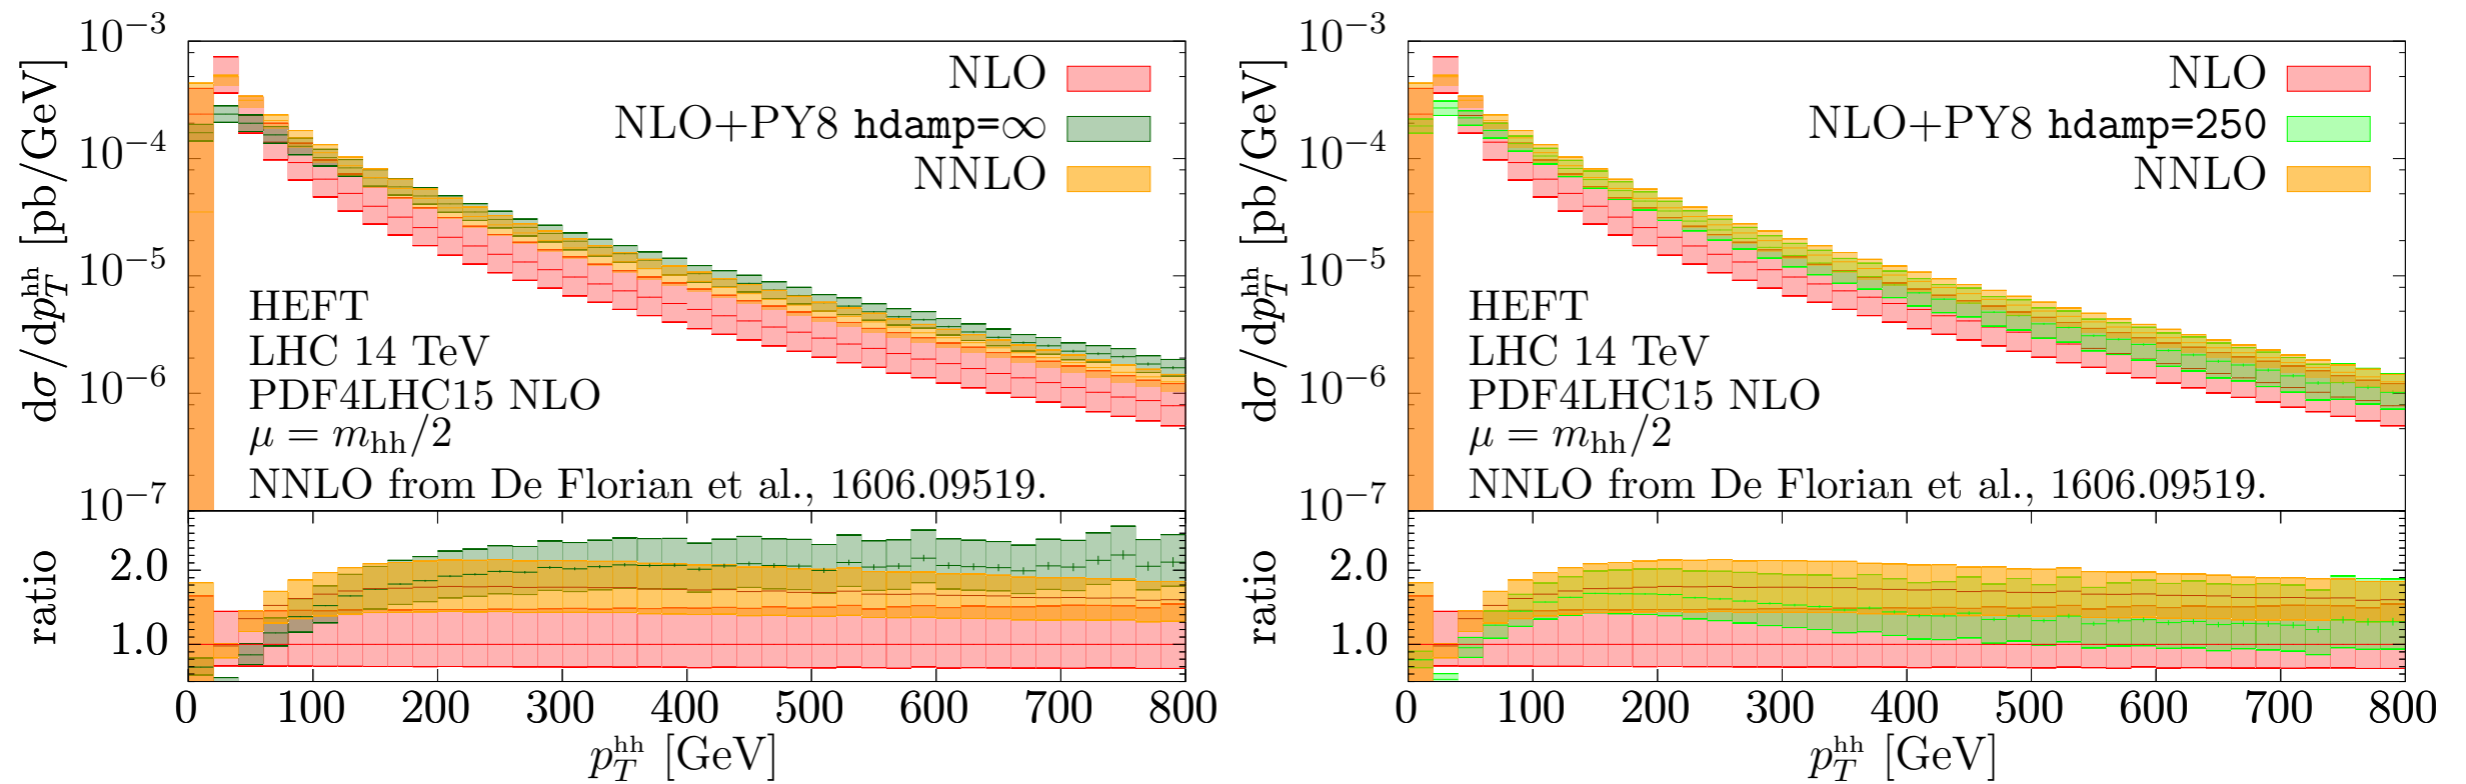 10⁻³
10⁻⁴
10⁻⁵
10⁻⁶
10⁻⁷
dσ/dp_T^hh [pb/GeV]
NLO
NLO+PY8 hdamp=∞
NNLO
HEFT
LHC 14 TeV
PDF4LHC15 NLO
μ = m_hh/2
NNLO from De Florian et al., 1606.09519.
ratio
2.0
1.0
0 100 200 300 400 500 600 700 800
p_T^hh [GeV]
10⁻³
10⁻⁴
10⁻⁵
10⁻⁶
10⁻⁷
dσ/dp_T^hh [pb/GeV]
NLO
NLO+PY8 hdamp=250
NNLO
HEFT
LHC 14 TeV
PDF4LHC15 NLO
μ = m_hh/2
NNLO from De Florian et al., 1606.09519.
ratio
2.0
1.0
0 100 200 300 400 500 600 700 800
p_T^hh [GeV]